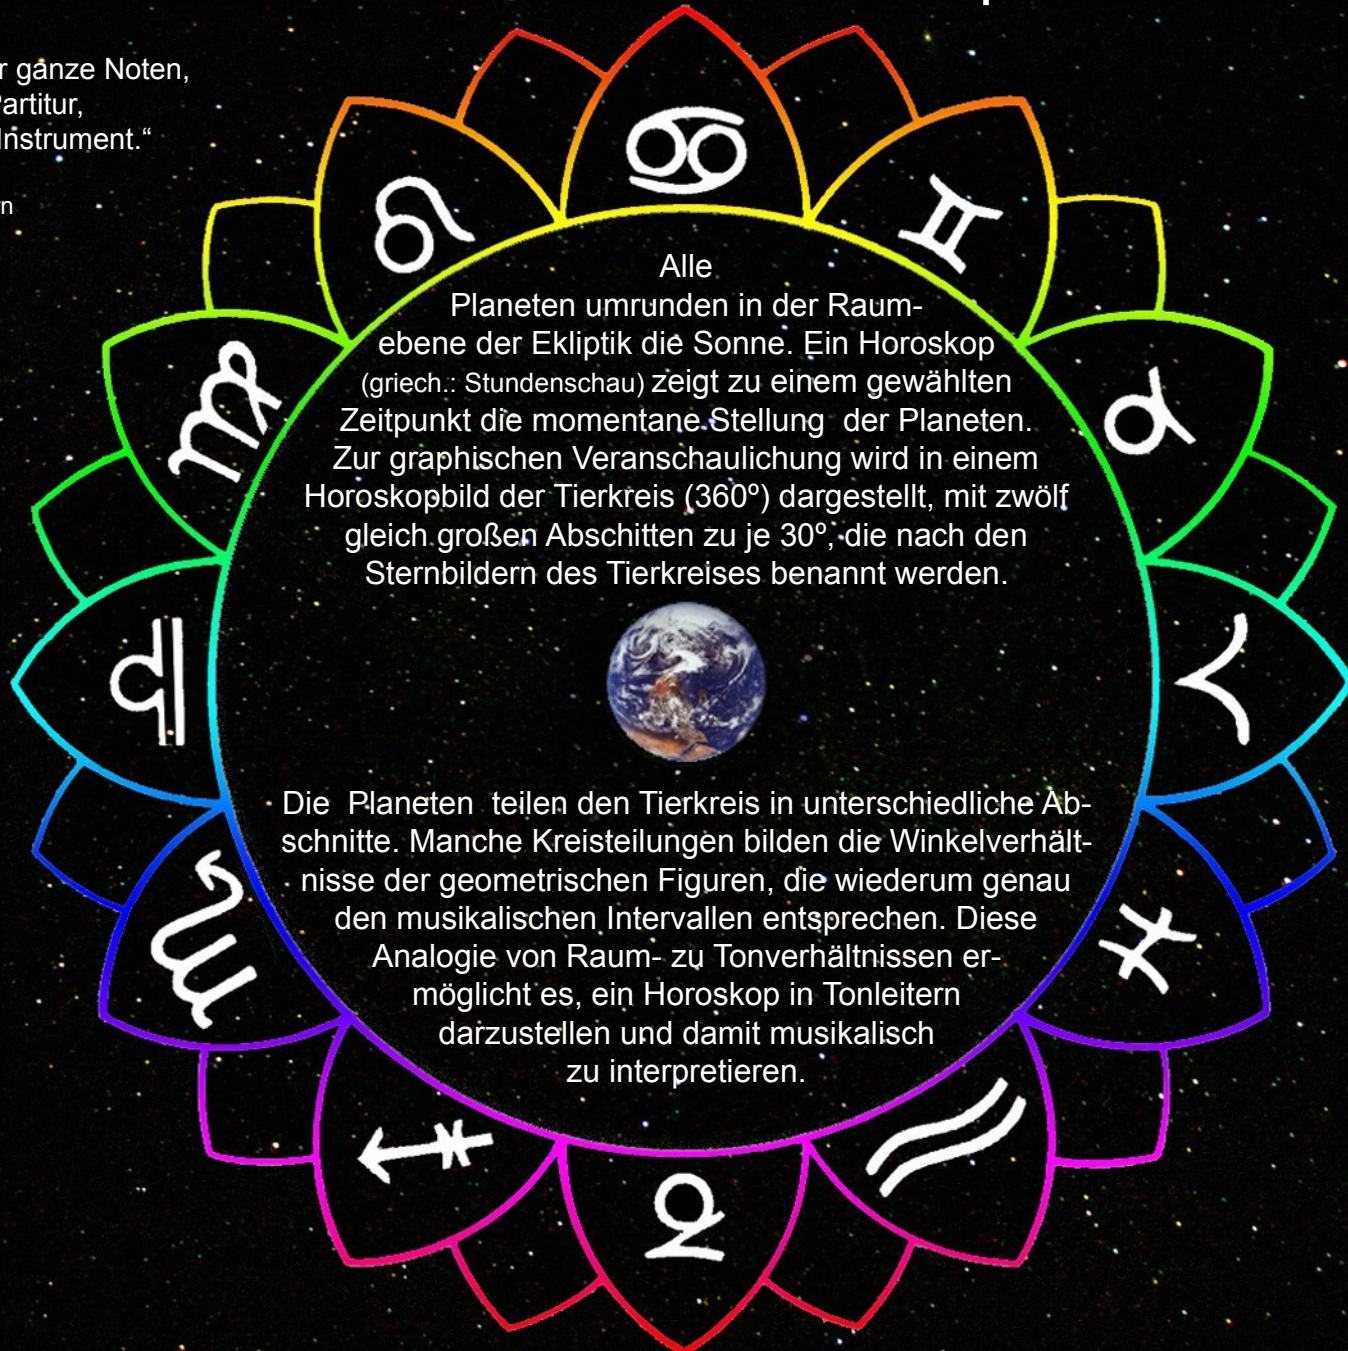 ganze Noten,
Partitur,
Instrument.“
Alle
Planeten umrunden in der Raum-
ebene der Ekliptik die Sonne. Ein Horoskop
(griech.: Stundenschau) zeigt zu einem gewählten
Zeitpunkt die momentane Stellung der Planeten.
Zur graphischen Veranschaulichung wird in einem
Horoskopbild der Tierkreis (360º) dargestellt, mit zwölf
gleich großen Abschitten zu je 30º, die nach den
Sternbildern des Tierkreises benannt werden.
Die Planeten teilen den Tierkreis in unterschiedliche Ab-
schnitte. Manche Kreisteilungen bilden die Winkelverhält-
nisse der geometrischen Figuren, die wiederum genau
den musikalischen Intervallen entsprechen. Diese
Analogie von Raum- zu Tonverhältnissen er-
möglicht es, ein Horoskop in Tonleitern
darzustellen und damit musikalisch
zu interpretieren.